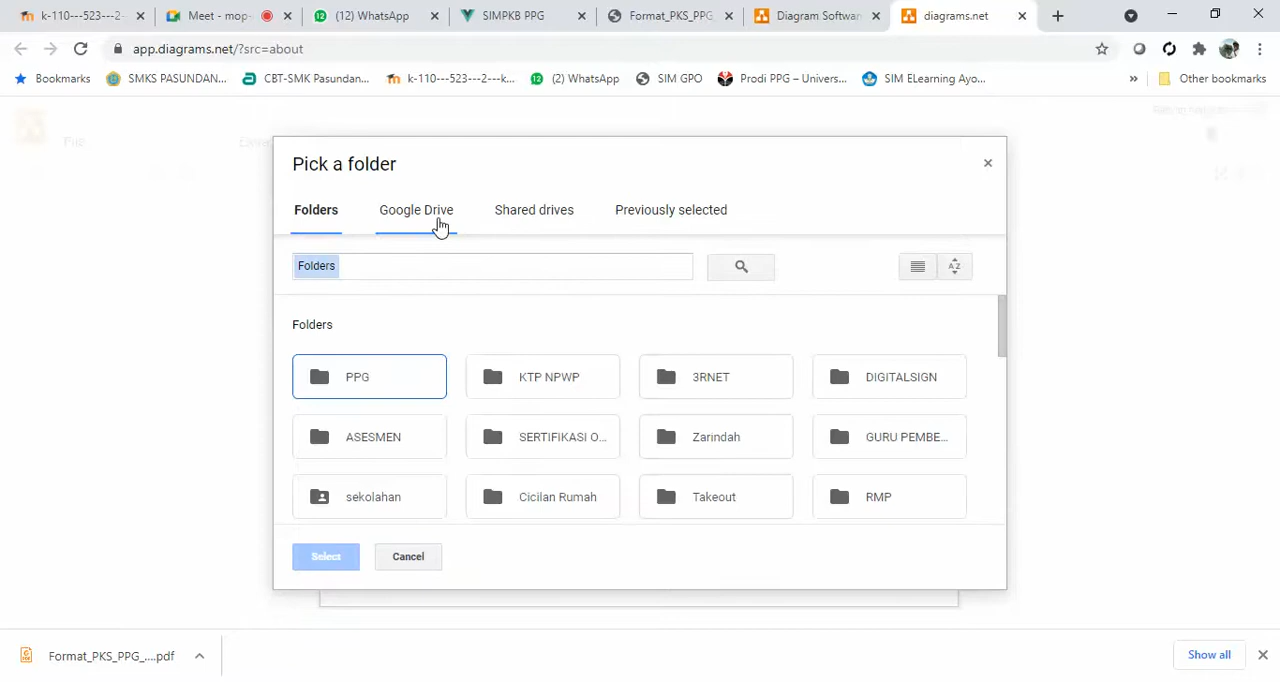 k-110---523---2---
Meet - mop-
(12) WhatsApp
SIMPKB PPG
Format_PKS_PPG_
Diagram Software
diagrams.net
app.diagrams.net/?src=about
Bookmarks
SMKS PASUNDAN...
CBT-SMK Pasundan...
k-110---523---2---k...
(2) WhatsApp
SIM GPO
Prodi PPG – Univers...
SIM ELearning Ayo...
»
Other bookmarks
File
Pick a folder
Folders
Google Drive
Shared drives
Previously selected
Folders
Folders
PPG
KTP NPWP
3RNET
DIGITALSIGN
ASESMEN
SERTIFIKASI O...
Zarindah
GURU PEMBE...
sekolahan
Cicilan Rumah
Takeout
RMP
Select
Cancel
Format_PKS_PPG_....pdf
Show all